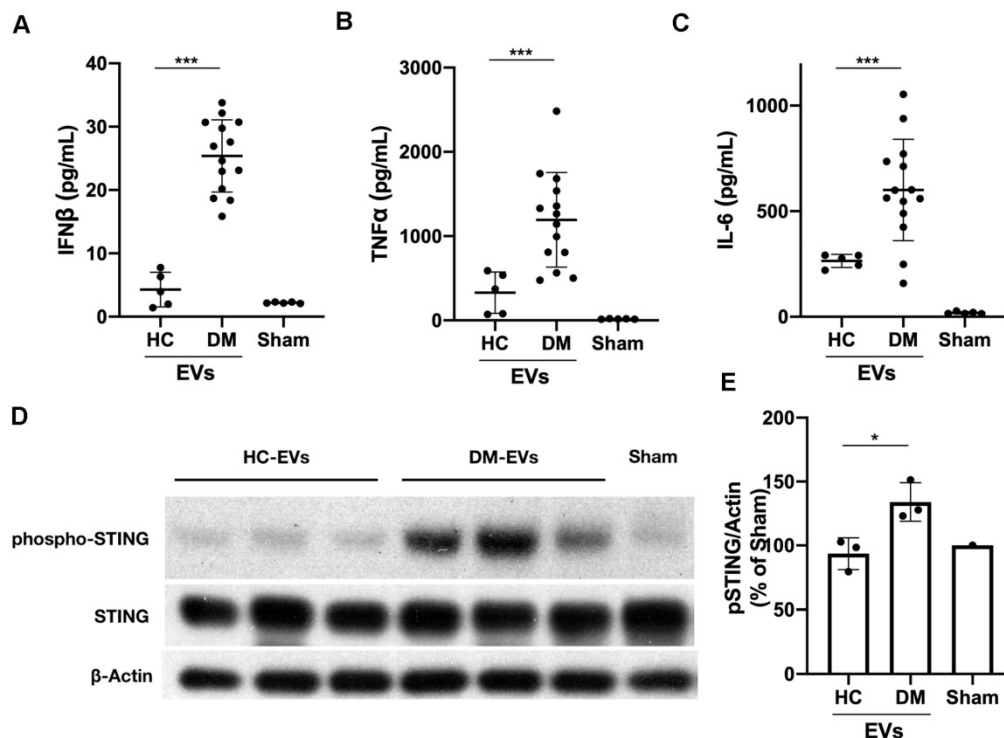 A
IFNβ (pg/mL)
40
30
20
10
0
***
HC
DM
Sham
EVs
B
TNFα (pg/mL)
3000
2000
1000
0
***
HC
DM
Sham
EVs
C
IL-6 (pg/mL)
1000
500
0
***
HC
DM
Sham
EVs
D
HC-EVs
DM-EVs
Sham
phospho-STING
STING
β-Actin
E
pSTING/Actin
(% of Sham)
200
150
100
50
0
*
HC
DM
Sham
EVs